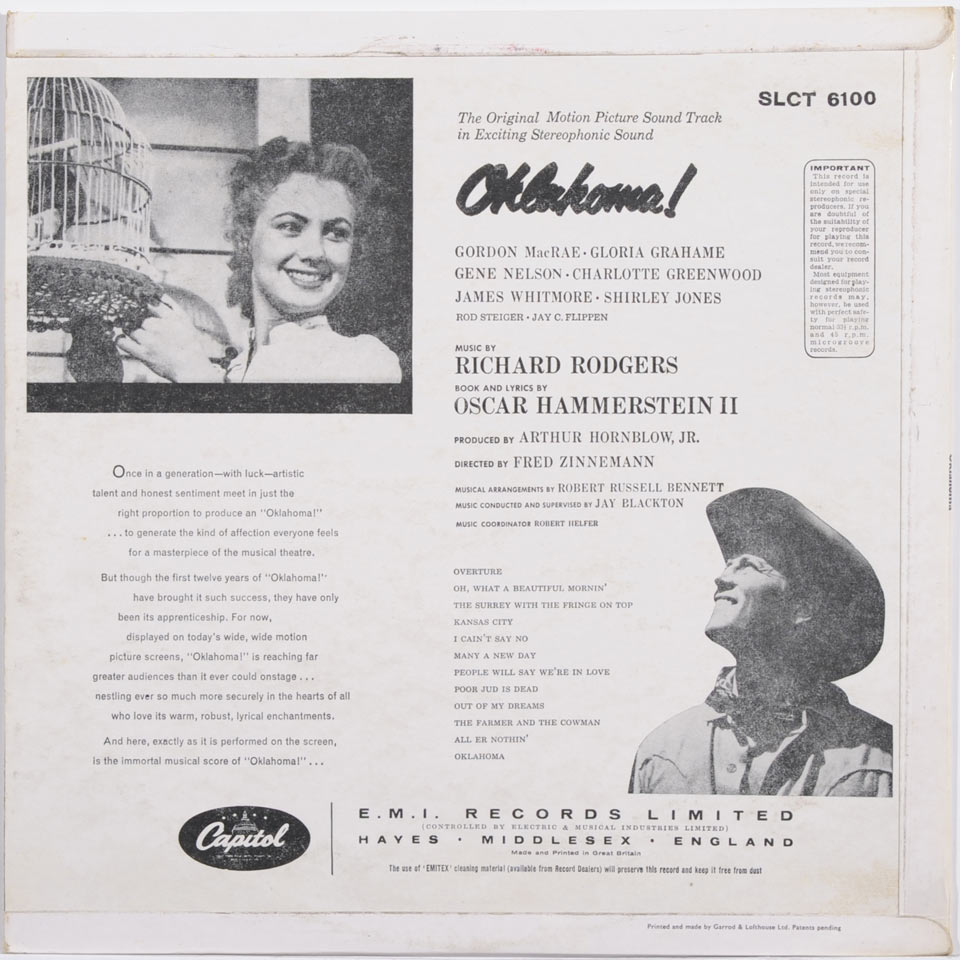 SLCT 6100
The Original Motion Picture Sound Track
in Exciting Stereophonic Sound
Oklahoma!
GORDON MacRAE · GLORIA GRAHAME
GENE NELSON · CHARLOTTE GREENWOOD
JAMES WHITMORE · SHIRLEY JONES
ROD STEIGER · JAY C. FLIPPEN
MUSIC BY
RICHARD RODGERS
BOOK AND LYRICS BY
OSCAR HAMMERSTEIN II
PRODUCED BY ARTHUR HORNBLOW, JR.
DIRECTED BY FRED ZINNEMANN
MUSICAL ARRANGEMENTS BY ROBERT RUSSELL BENNETT
MUSIC CONDUCTED AND SUPERVISED BY JAY BLACKTON
MUSIC COORDINATOR ROBERT HELFER
IMPORTANT
This record is
intended for use
only on special
stereophonic re-
producers. If you
are doubtful of
the suitability of
your reproducer
for playing this
record, we recom-
mend you to con-
sult your record
dealer.
Most equipment
designed for play-
ing stereophonic
records may,
however, be used
with perfect safe-
ty for playing
normal 33⅓ r.p.m.
and 45 r.p.m.
microgroove
records.
Once in a generation—with luck—artistic
talent and honest sentiment meet in just the
right proportion to produce an "Oklahoma!"
...to generate the kind of affection everyone feels
for a masterpiece of the musical theatre.
But though the first twelve years of "Oklahoma!"
have brought it such success, they have only
been its apprenticeship. For now,
displayed on today's wide, wide motion
picture screens, "Oklahoma!" is reaching far
greater audiences than it ever could onstage...
nestling ever so much more securely in the hearts of all
who love its warm, robust, lyrical enchantments.
And here, exactly as it is performed on the screen,
is the immortal musical score of "Oklahoma!"...
OVERTURE
OH, WHAT A BEAUTIFUL MORNIN'
THE SURREY WITH THE FRINGE ON TOP
KANSAS CITY
I CAIN'T SAY NO
MANY A NEW DAY
PEOPLE WILL SAY WE'RE IN LOVE
POOR JUD IS DEAD
OUT OF MY DREAMS
THE FARMER AND THE COWMAN
ALL ER NOTHIN'
OKLAHOMA
Capitol
E.M.I. RECORDS LIMITED
(CONTROLLED BY ELECTRIC & MUSICAL INDUSTRIES LIMITED)
HAYES · MIDDLESEX · ENGLAND
Made and Printed in Great Britain
The use of 'EMITEX' cleaning material (available from Record Dealers) will preserve this record and keep it free from dust
Printed and made by Garrod & Lofthouse Ltd. Patents pending